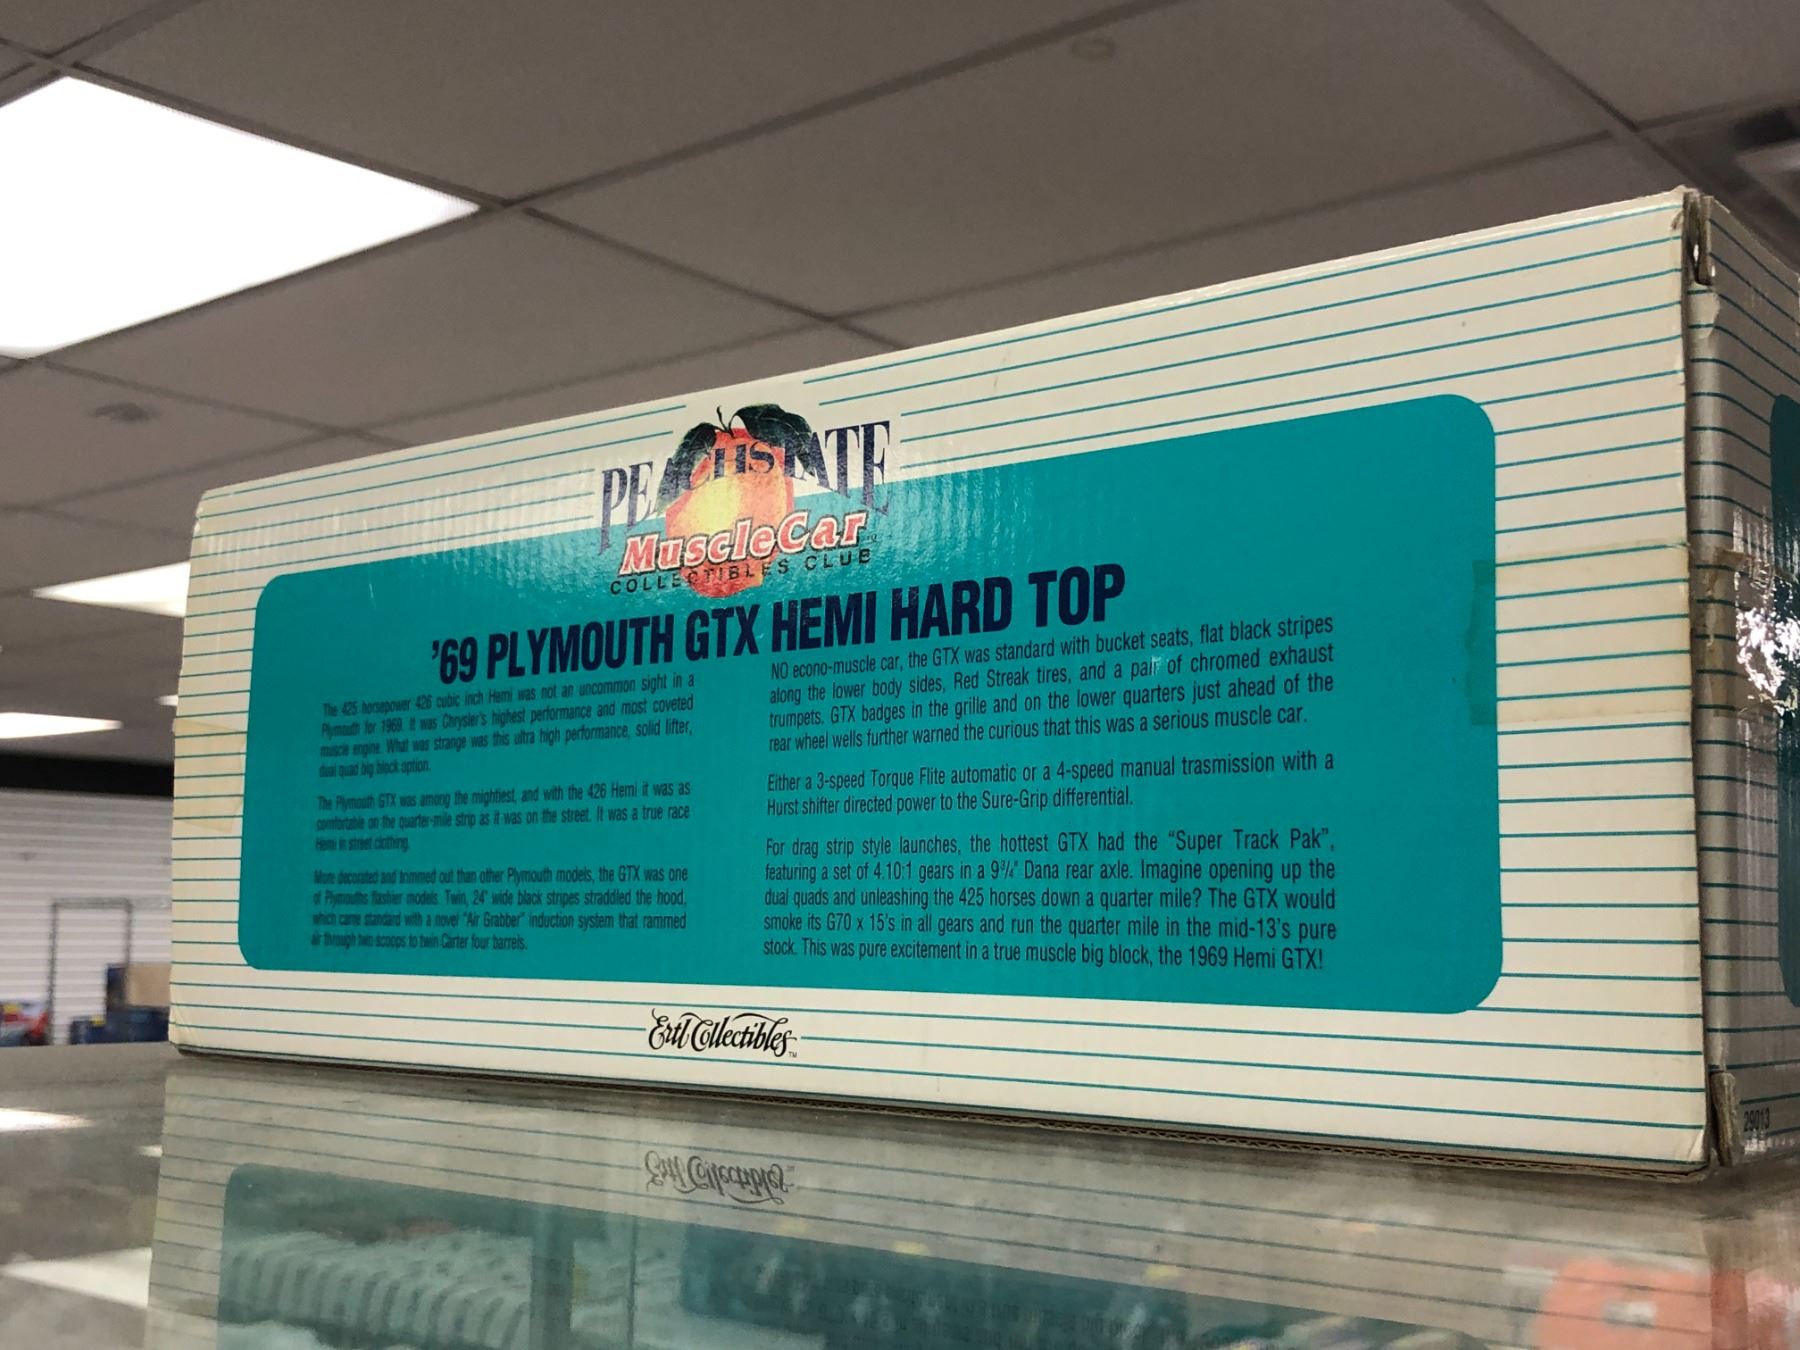 PEACHSTATE
MuscleCar
COLLECTIBLES CLUB
'69 PLYMOUTH GTX HEMI HARD TOP
The 425 horsepower 426 cubic inch Hemi was not an uncommon sight in a
Plymouth for 1969. It was Chrysler's highest performance and most coveted
muscle engine. What was strange was this ultra high performance, solid lifter,
dual quad big block option.
The Plymouth GTX was among the mightiest, and with the 426 Hemi it was as
comfortable on the quarter-mile strip as it was on the street. It was a true race
Hemi in street clothing.
More decorated and trimmed out than other Plymouth models, the GTX was one
of Plymouths flashier models. Twin, 24" wide black stripes straddled the hood,
which came standard with a novel "Air Grabber" induction system that rammed
air through two scoops to twin Carter four barrels.
NO econo-muscle car, the GTX was standard with bucket seats, flat black stripes
along the lower body sides, Red Streak tires, and a pair of chromed exhaust
trumpets. GTX badges in the grille and on the lower quarters just ahead of the
rear wheel wells further warned the curious that this was a serious muscle car.
Either a 3-speed Torque Flite automatic or a 4-speed manual trasmission with a
Hurst shifter directed power to the Sure-Grip differential.
For drag strip style launches, the hottest GTX had the "Super Track Pak",
featuring a set of 4.10:1 gears in a 9¾" Dana rear axle. Imagine opening up the
dual quads and unleashing the 425 horses down a quarter mile? The GTX would
smoke its G70 x 15's in all gears and run the quarter mile in the mid-13's pure
stock. This was pure excitement in a true muscle big block, the 1969 Hemi GTX!
Ertl Collectibles™
29013